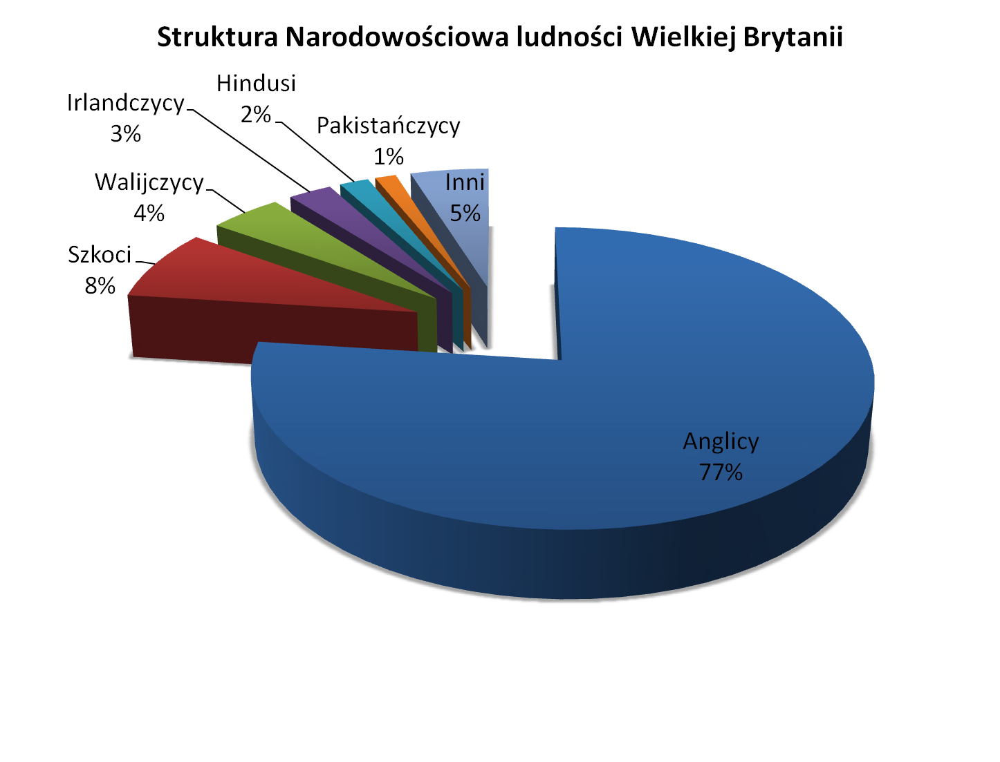 Struktura Narodowościowa ludności Wielkiej Brytanii
Hindusi
2%
Irlandczycy
3%
Pakistańczycy
1%
Walijczycy
4%
Inni
5%
Szkoci
8%
Anglicy
77%